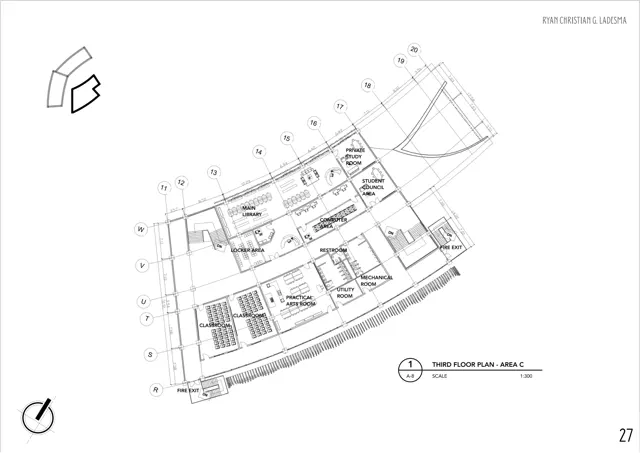 RYAN CHRISTIAN G. LADESMA
20
19
18
17
16
15
14
13
12
11
W
V
U
T
S
R
PRIVATE
STUDY
ROOM
STUDENT
COUNCIL
AREA
MAIN
LIBRARY
COMPUTER
AREA
LOCKER AREA
RESTROOM
FIRE EXIT
MECHANICAL
ROOM
UTILITY
ROOM
PRACTICAL
ARTS ROOM
CLASSROOM
CLASSROOM
FIRE EXIT
1
A-8
THIRD FLOOR PLAN - AREA C
SCALE 1:300
27